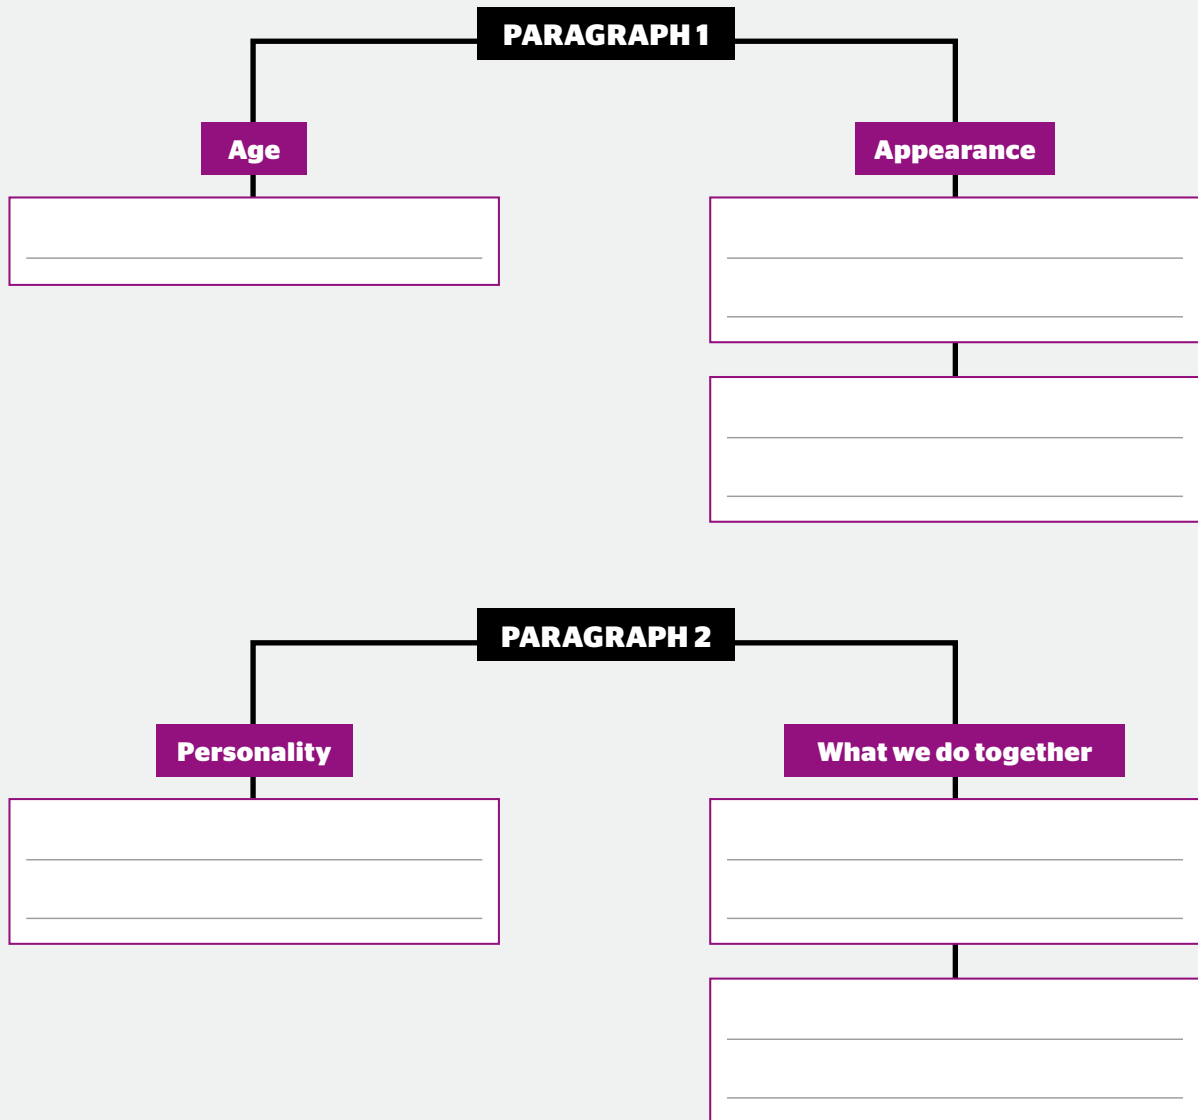 PARAGRAPH 1
Age
Appearance
PARAGRAPH 2
Personality
What we do together